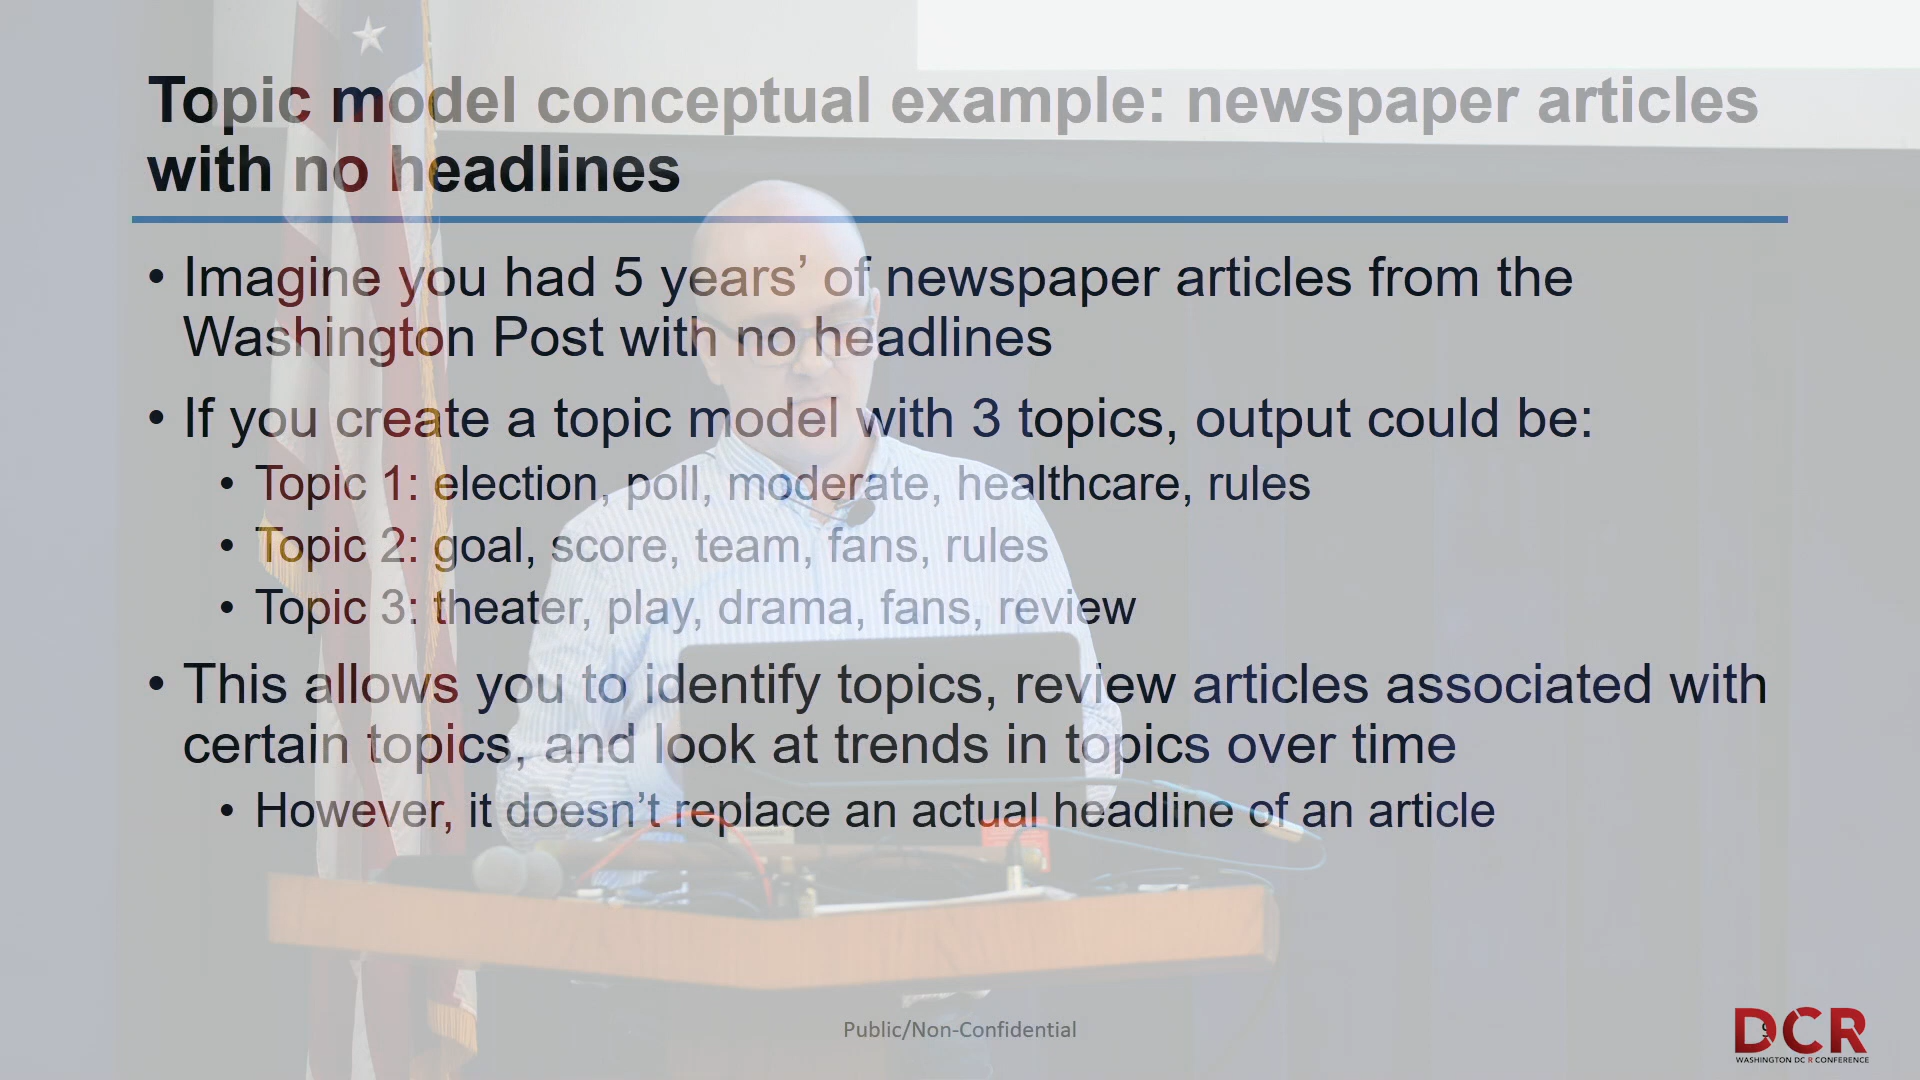 Topic model conceptual example: newspaper articles
with no headlines
• Imagine you had 5 years’ of newspaper articles from the
Washington Post with no headlines
• If you create a topic model with 3 topics, output could be:
• Topic 1: election, poll, moderate, healthcare, rules
• Topic 2: goal, score, team, fans, rules
• Topic 3: theater, play, drama, fans, review
• This allows you to identify topics, review articles associated with
certain topics, and look at trends in topics over time
• However, it doesn’t replace an actual headline of an article
Public/Non-Confidential
9
DCR
WASHINGTON DC R CONFERENCE